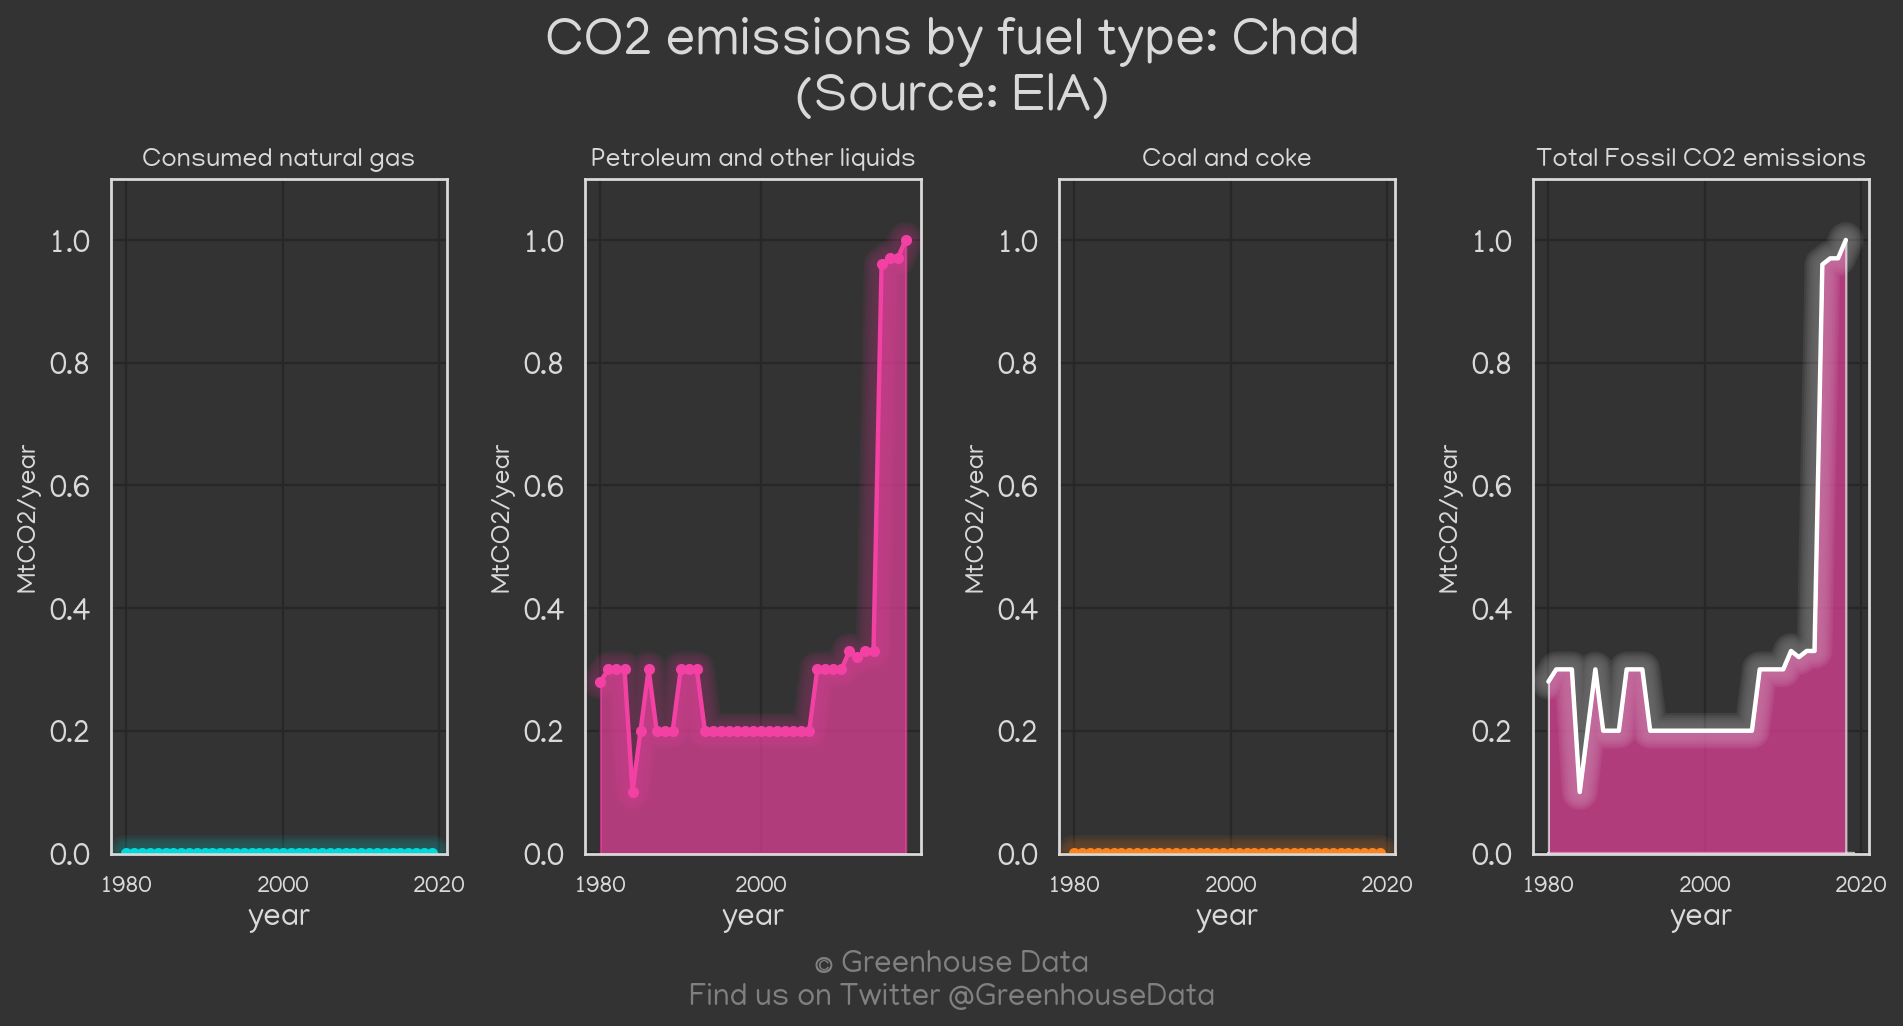 CO2 emissions by fuel type: Chad
(Source: EIA)
Consumed natural gas
Petroleum and other liquids
Coal and coke
Total Fossil CO2 emissions
MtCO2/year
1.0
0.8
0.6
0.4
0.2
0.0
1980
2000
2020
year
MtCO2/year
1.0
0.8
0.6
0.4
0.2
0.0
1980
2000
year
MtCO2/year
1.0
0.8
0.6
0.4
0.2
0.0
1980
2000
2020
year
MtCO2/year
1.0
0.8
0.6
0.4
0.2
0.0
1980
2000
2020
year
© Greenhouse Data
Find us on Twitter @GreenhouseData